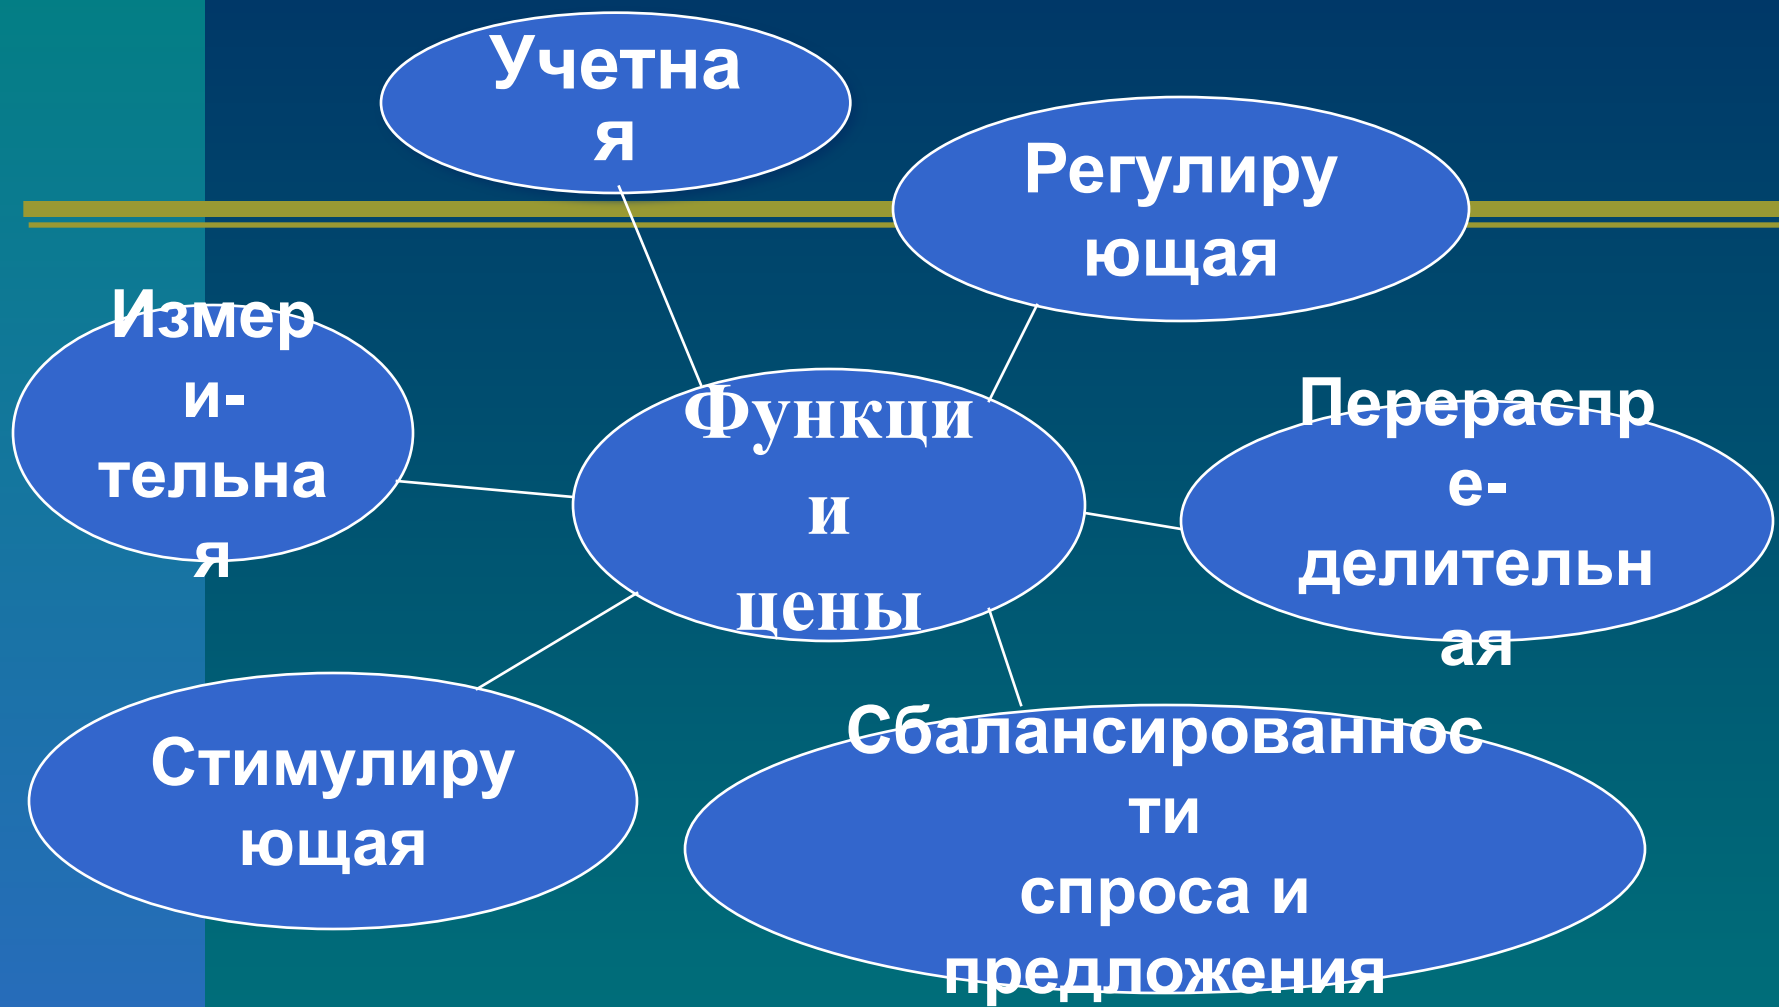 Учетна
я
Регулиру
ющая
Измер
и-
тельна
я
Функци
и
цены
Перераспр
е-
делительн
ая
Стимулиру
ющая
Сбалансированнос
ти
спроса и
предложения